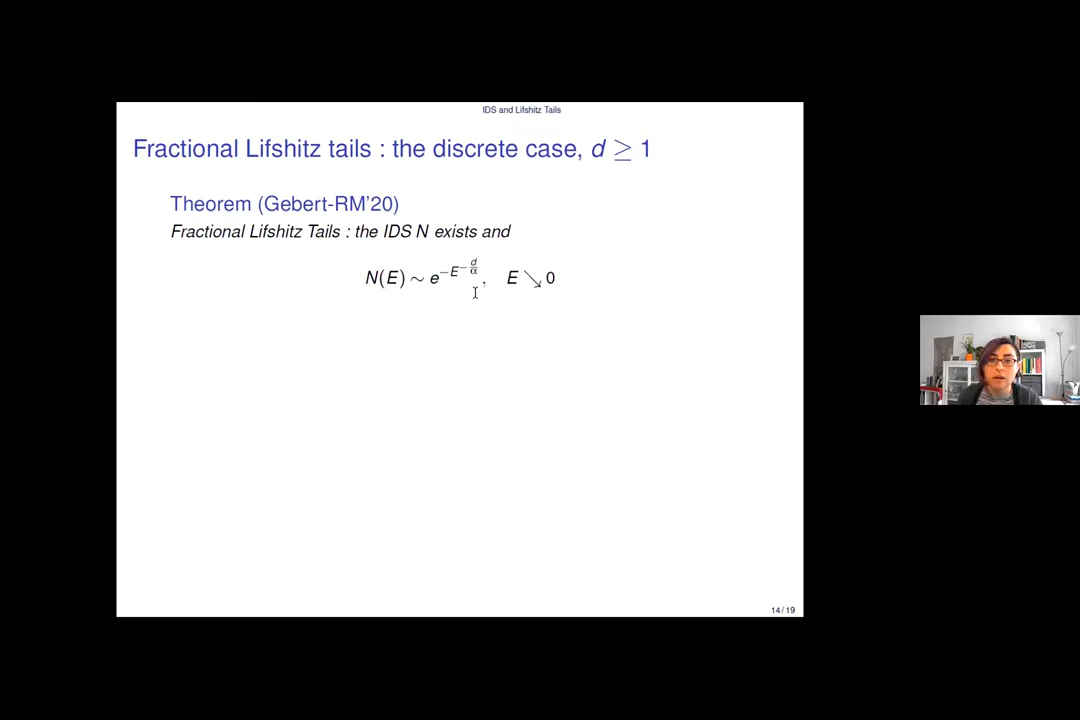 IDS and Lifshitz Tails
Fractional Lifshitz tails : the discrete case, d ≥ 1
Theorem (Gebert-RM'20)
Fractional Lifshitz Tails : the IDS N exists and
N(E) ∼ e^{−E^{−\frac{d}{α}}}, E ↘ 0
14 / 19